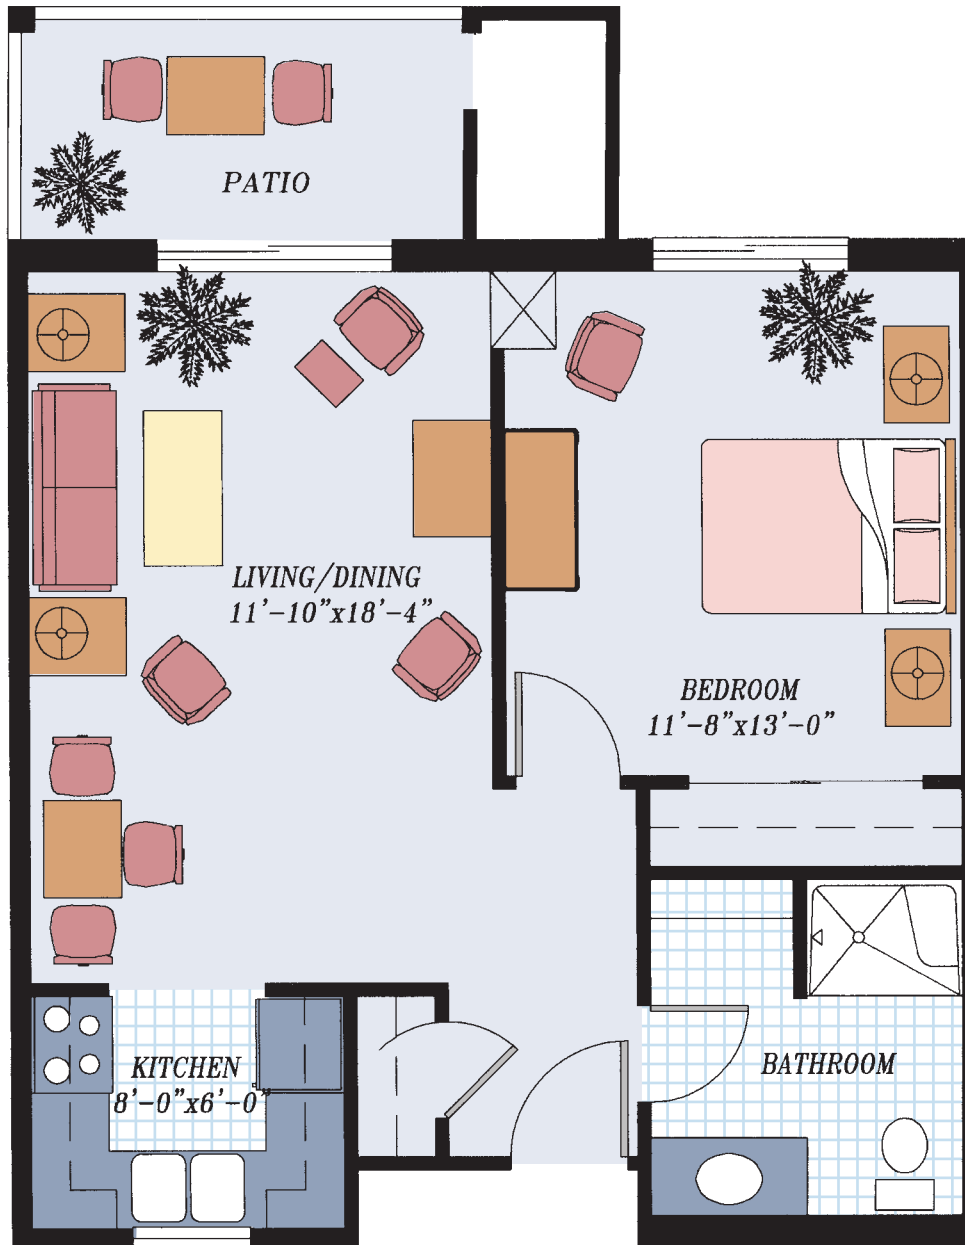 PATIO
LIVING/DINING
11'-10"x18'-4"
BEDROOM
11'-8"x13'-0"
KITCHEN
8'-0"x6'-0"
BATHROOM